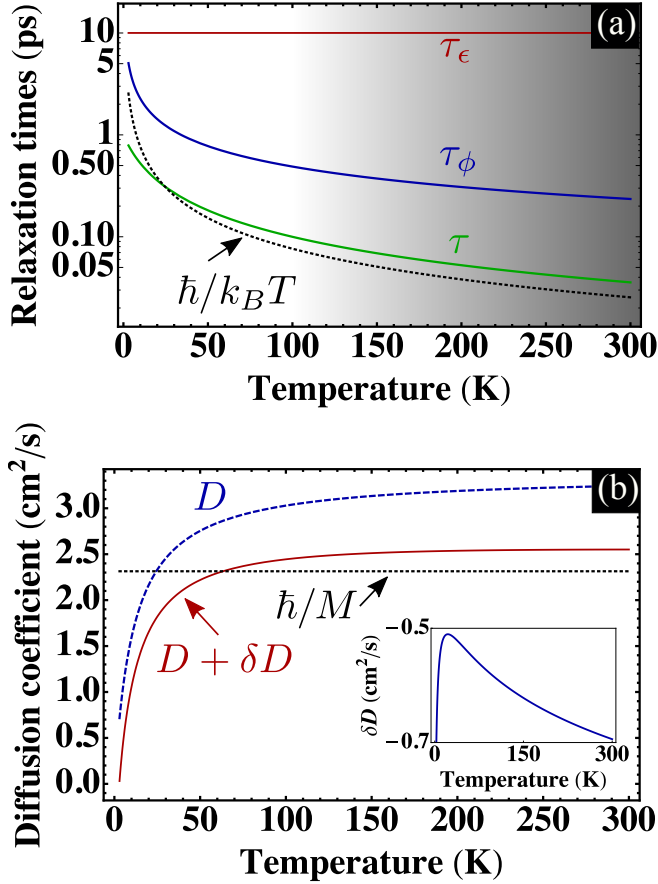 (a)
Relaxation times (ps)
10
5
1
0.50
0.10
0.05
τ_ϵ
τ_ϕ
τ
ħ/k_BT
0 50 100 150 200 250 300
Temperature (K)
(b)
Diffusion coefficient (cm²/s)
3.0
2.5
2.0
1.5
1.0
0.5
0.0
D
ħ/M
D + δD
δD (cm²/s)
−0.5
−0.7
0 150 300
Temperature (K)
0 50 100 150 200 250 300
Temperature (K)